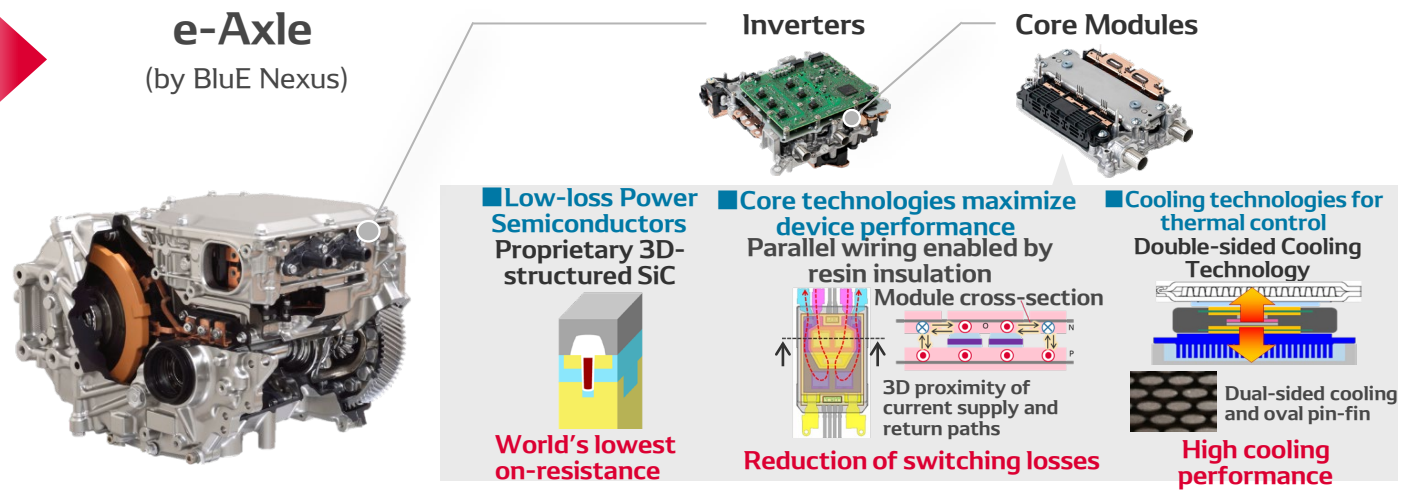 e-Axle
(by BluE Nexus)
Inverters
Core Modules
■Low-loss Power
Semiconductors
Proprietary 3D-
structured SiC
World's lowest
on-resistance
■Core technologies maximize
device performance
Parallel wiring enabled by
resin insulation
Module cross-section
O
N
P
3D proximity of
current supply and
return paths
Reduction of switching losses
■Cooling technologies for
thermal control
Double-sided Cooling
Technology
Dual-sided cooling
and oval pin-fin
High cooling
performance